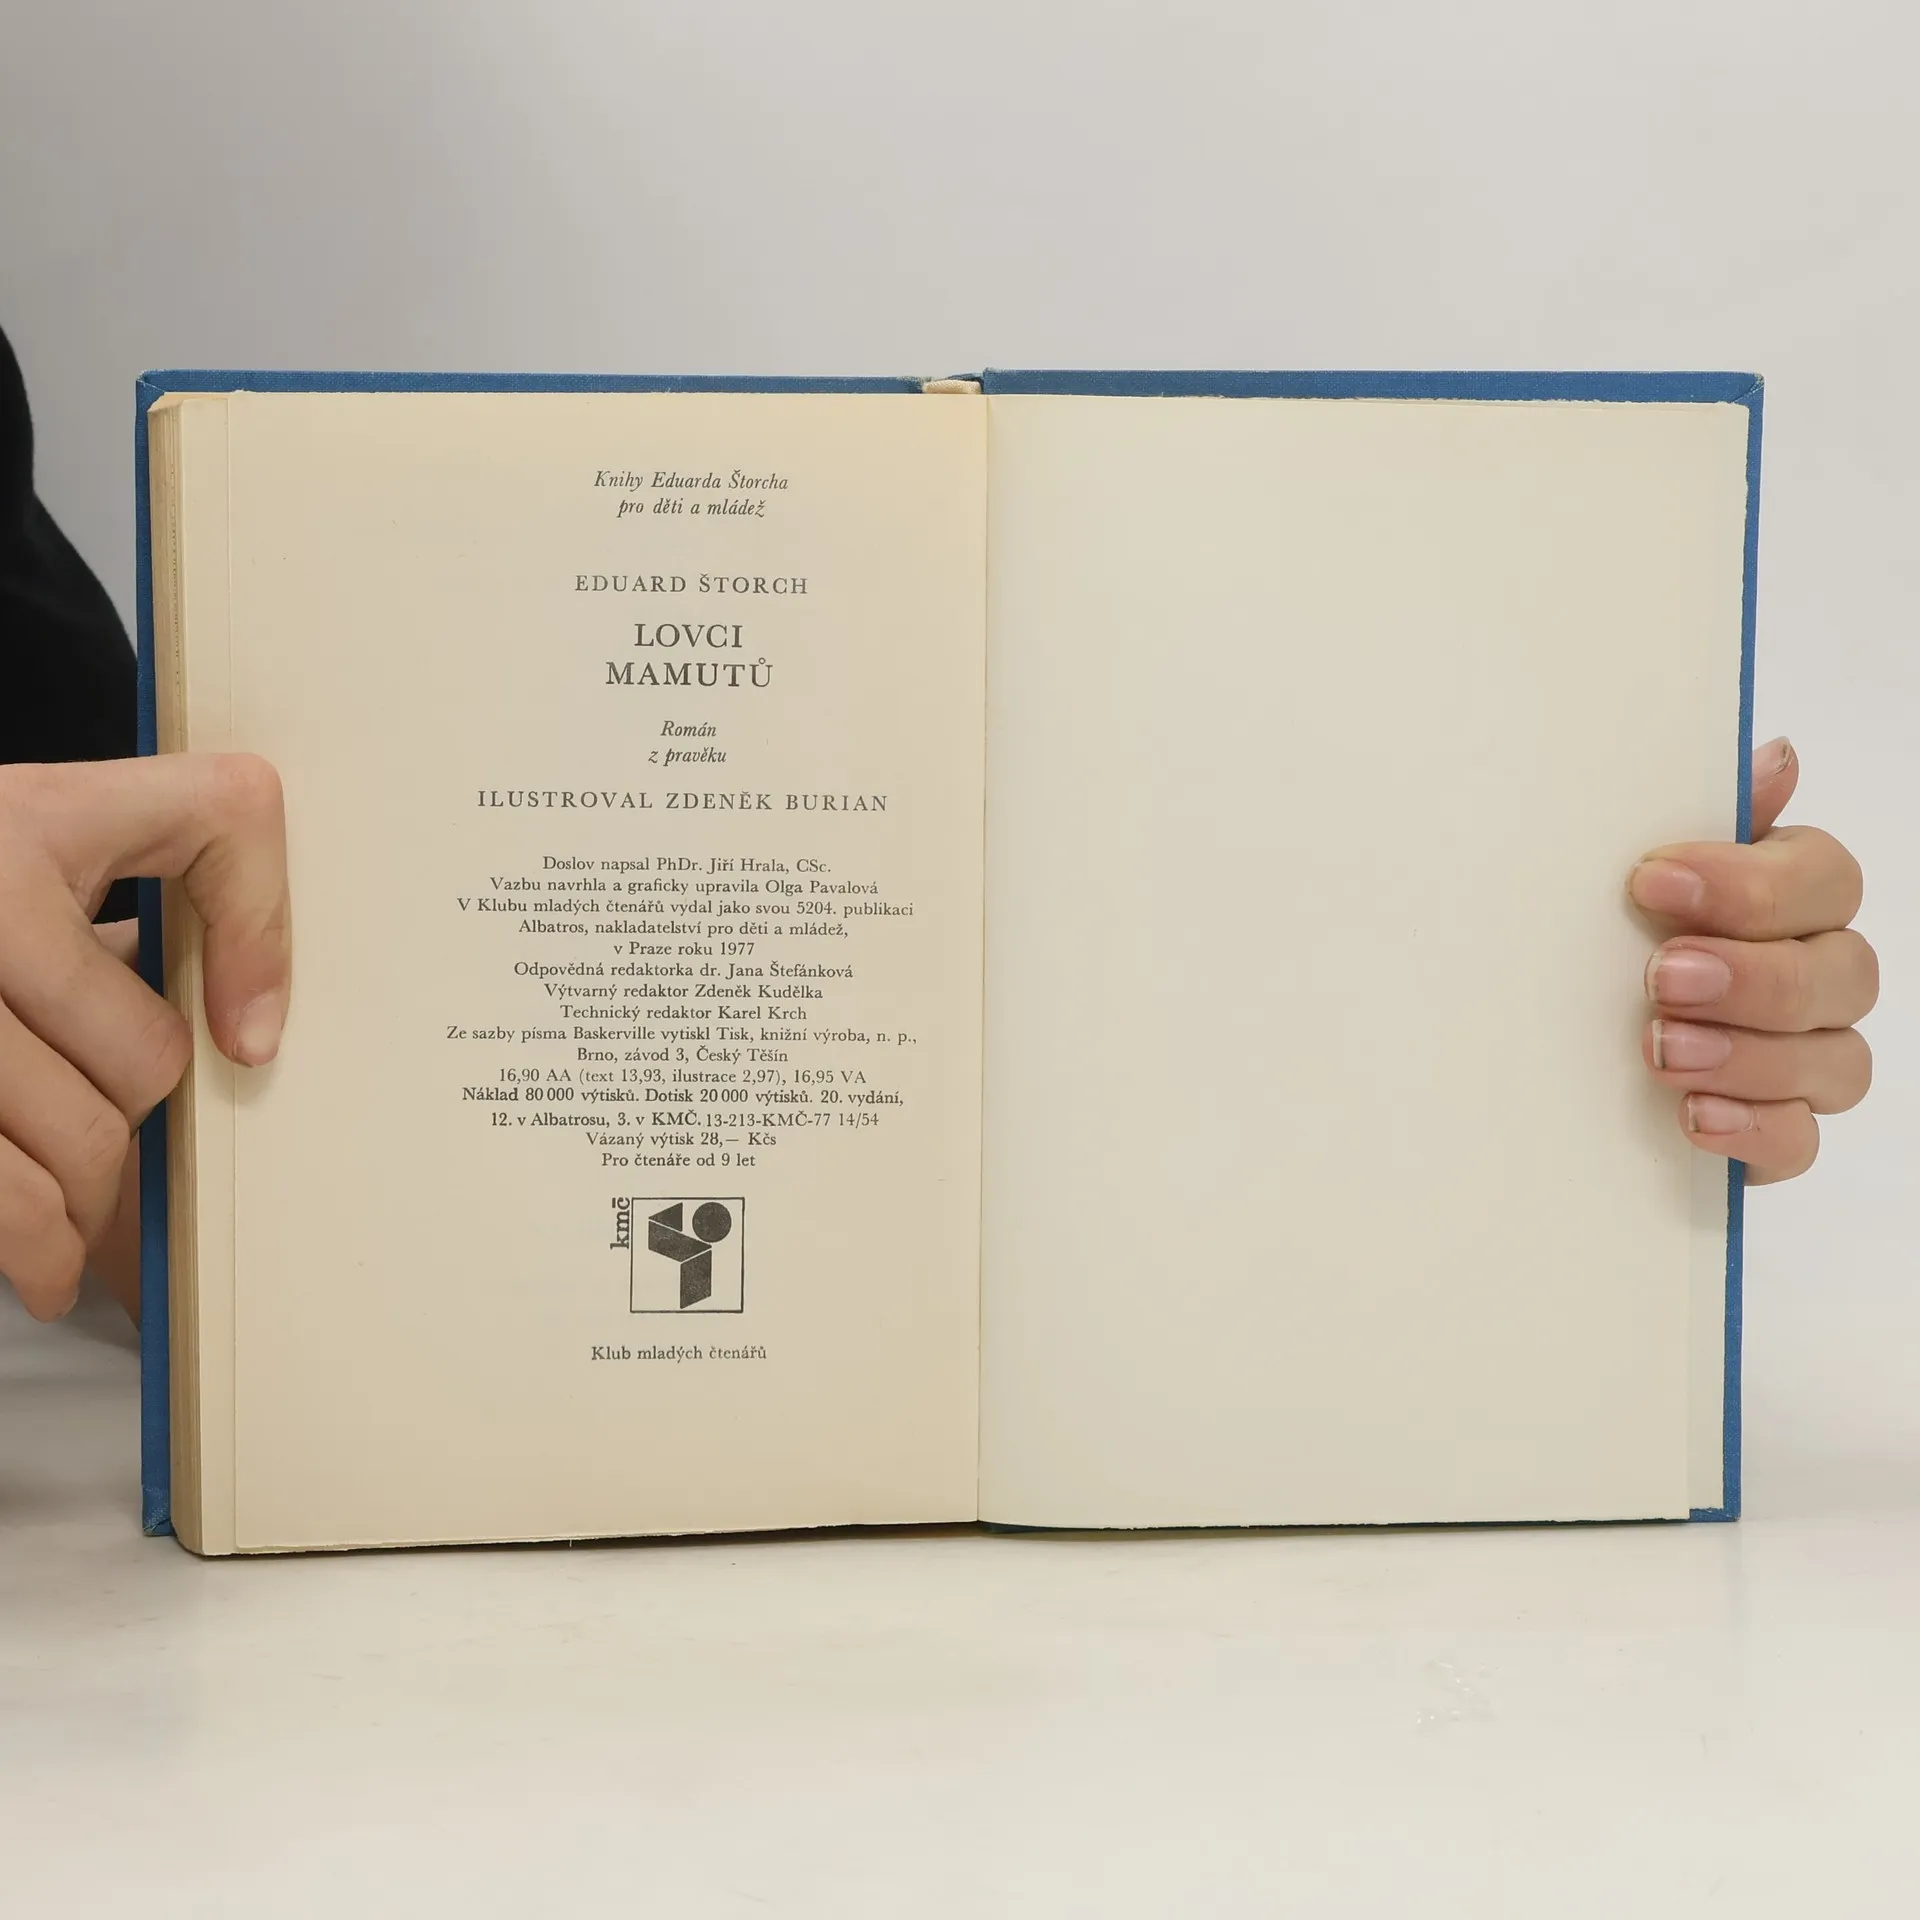 Knihy Eduarda Štorcha
pro děti a mládež
EDUARD ŠTORCH
LOVCI
MAMUTŮ
Román
z pravěku
ILUSTROVAL ZDENĚK BURIAN
Doslov napsal PhDr. Jiří Hrala, CSc.
Vazbu navrhla a graficky upravila Olga Pavalová
V Klubu mladých čtenářů vydal jako svou 5204. publikaci
Albatros, nakladatelství pro děti a mládež,
v Praze roku 1977
Odpovědná redaktorka dr. Jana Štefánková
Výtvarný redaktor Zdeněk Kudělka
Technický redaktor Karel Krch
Ze sazby písma Baskerville vytiskl Tisk, knižní výroba, n. p.,
Brno, závod 3, Český Těšín
16,90 AA (text 13,93, ilustrace 2,97), 16,95 VA
Náklad 80 000 výtisků. Dotisk 20 000 výtisků. 20. vydání,
12. v Albatrosu, 3. v KMČ. 13-213-KMČ-77 14/54
Vázaný výtisk 28,— Kčs
Pro čtenáře od 9 let
kmč
Klub mladých čtenářů